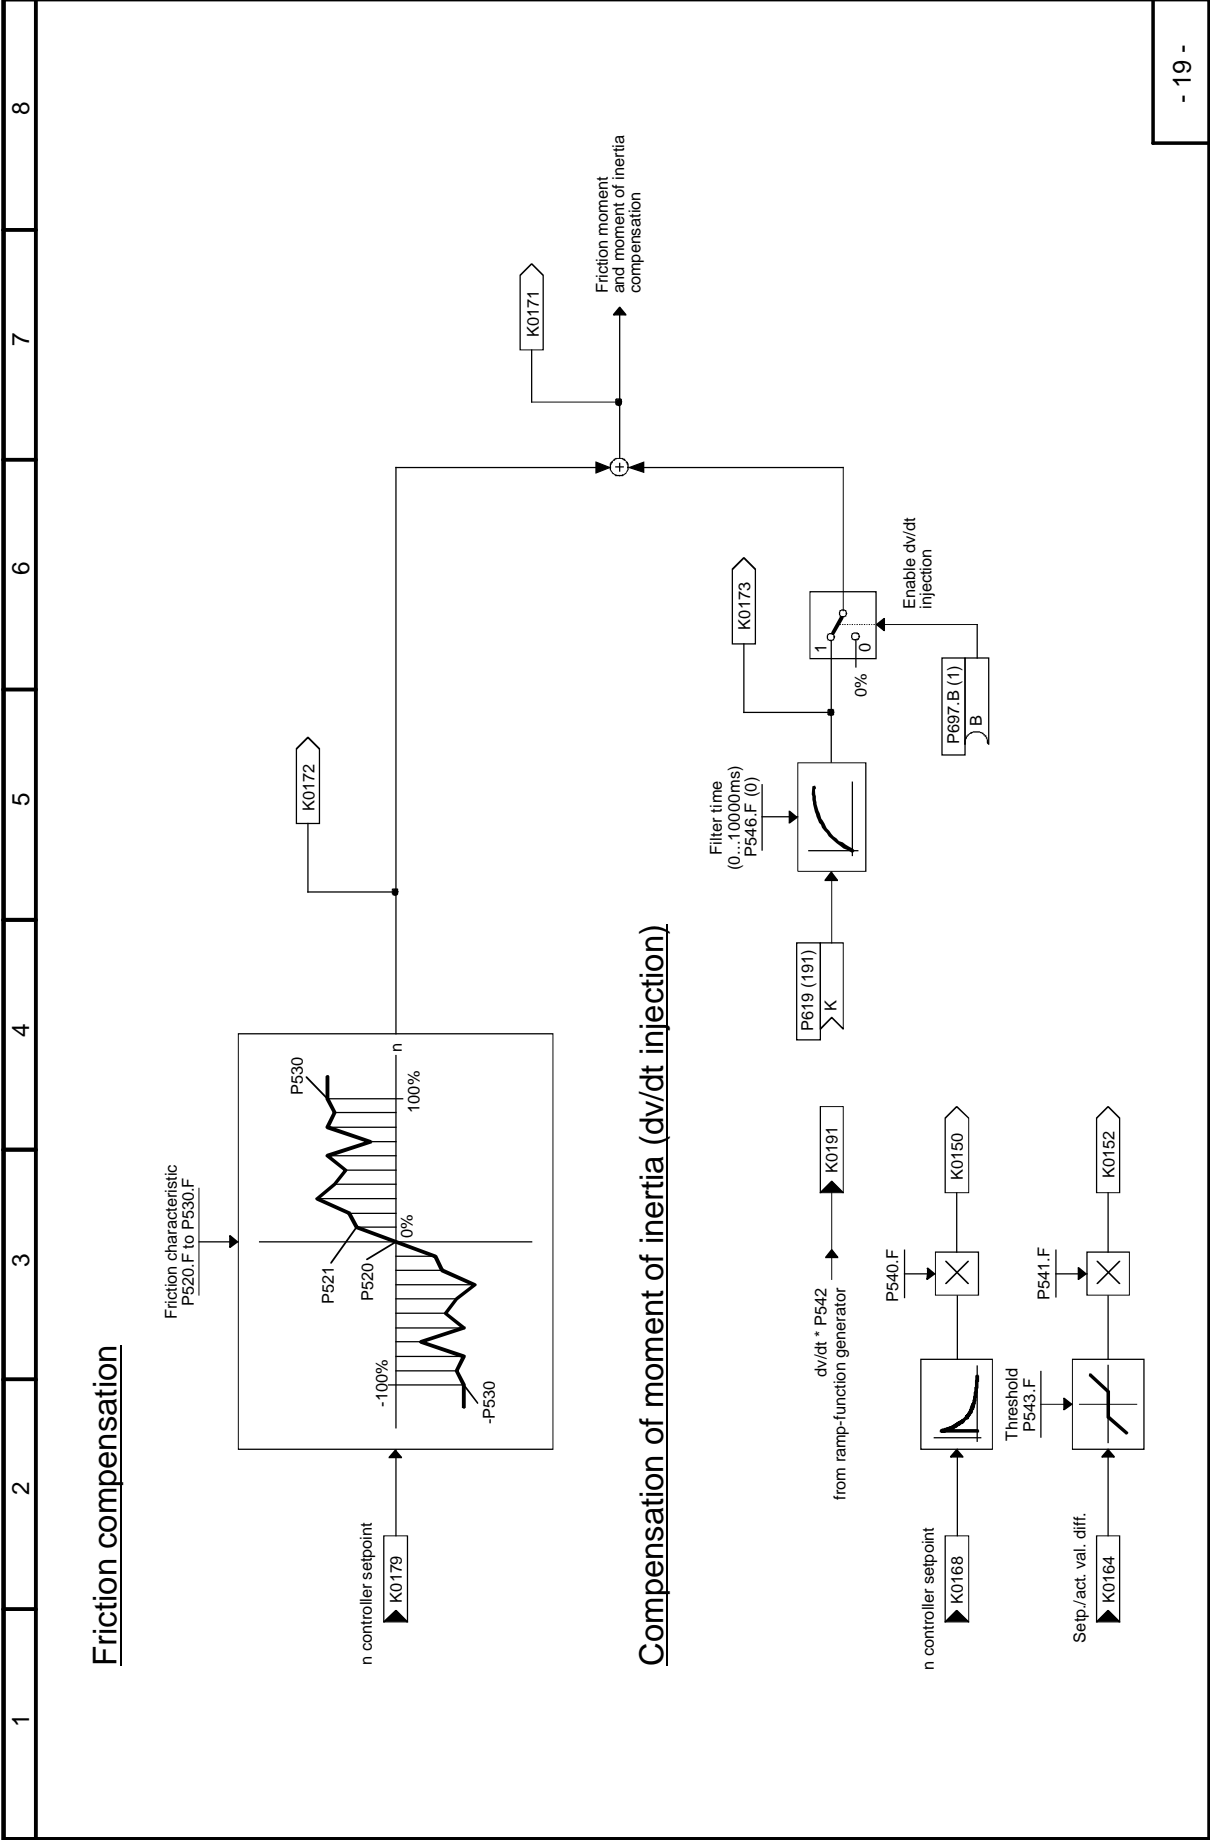 1
2
3
4
5
6
7
8
Friction compensation
Friction characteristic
P520.F to P530.F
n controller setpoint
K0179
-100%
-P530
P521
P520
0%
P530
100%
n
K0172
K0171
Friction moment
and moment of inertia
compensation
Compensation of moment of inertia (dv/dt injection)
dv/dt * P542
from ramp-function generator
K0191
P619 (191)
K
Filter time
(0...10000ms)
P546.F (0)
K0173
1
0
0%
Enable dv/dt
injection
P697.B (1)
B
n controller setpoint
K0168
P540.F
K0150
Setp./act. val. diff.
K0164
Threshold
P543.F
P541.F
K0152
- 19 -